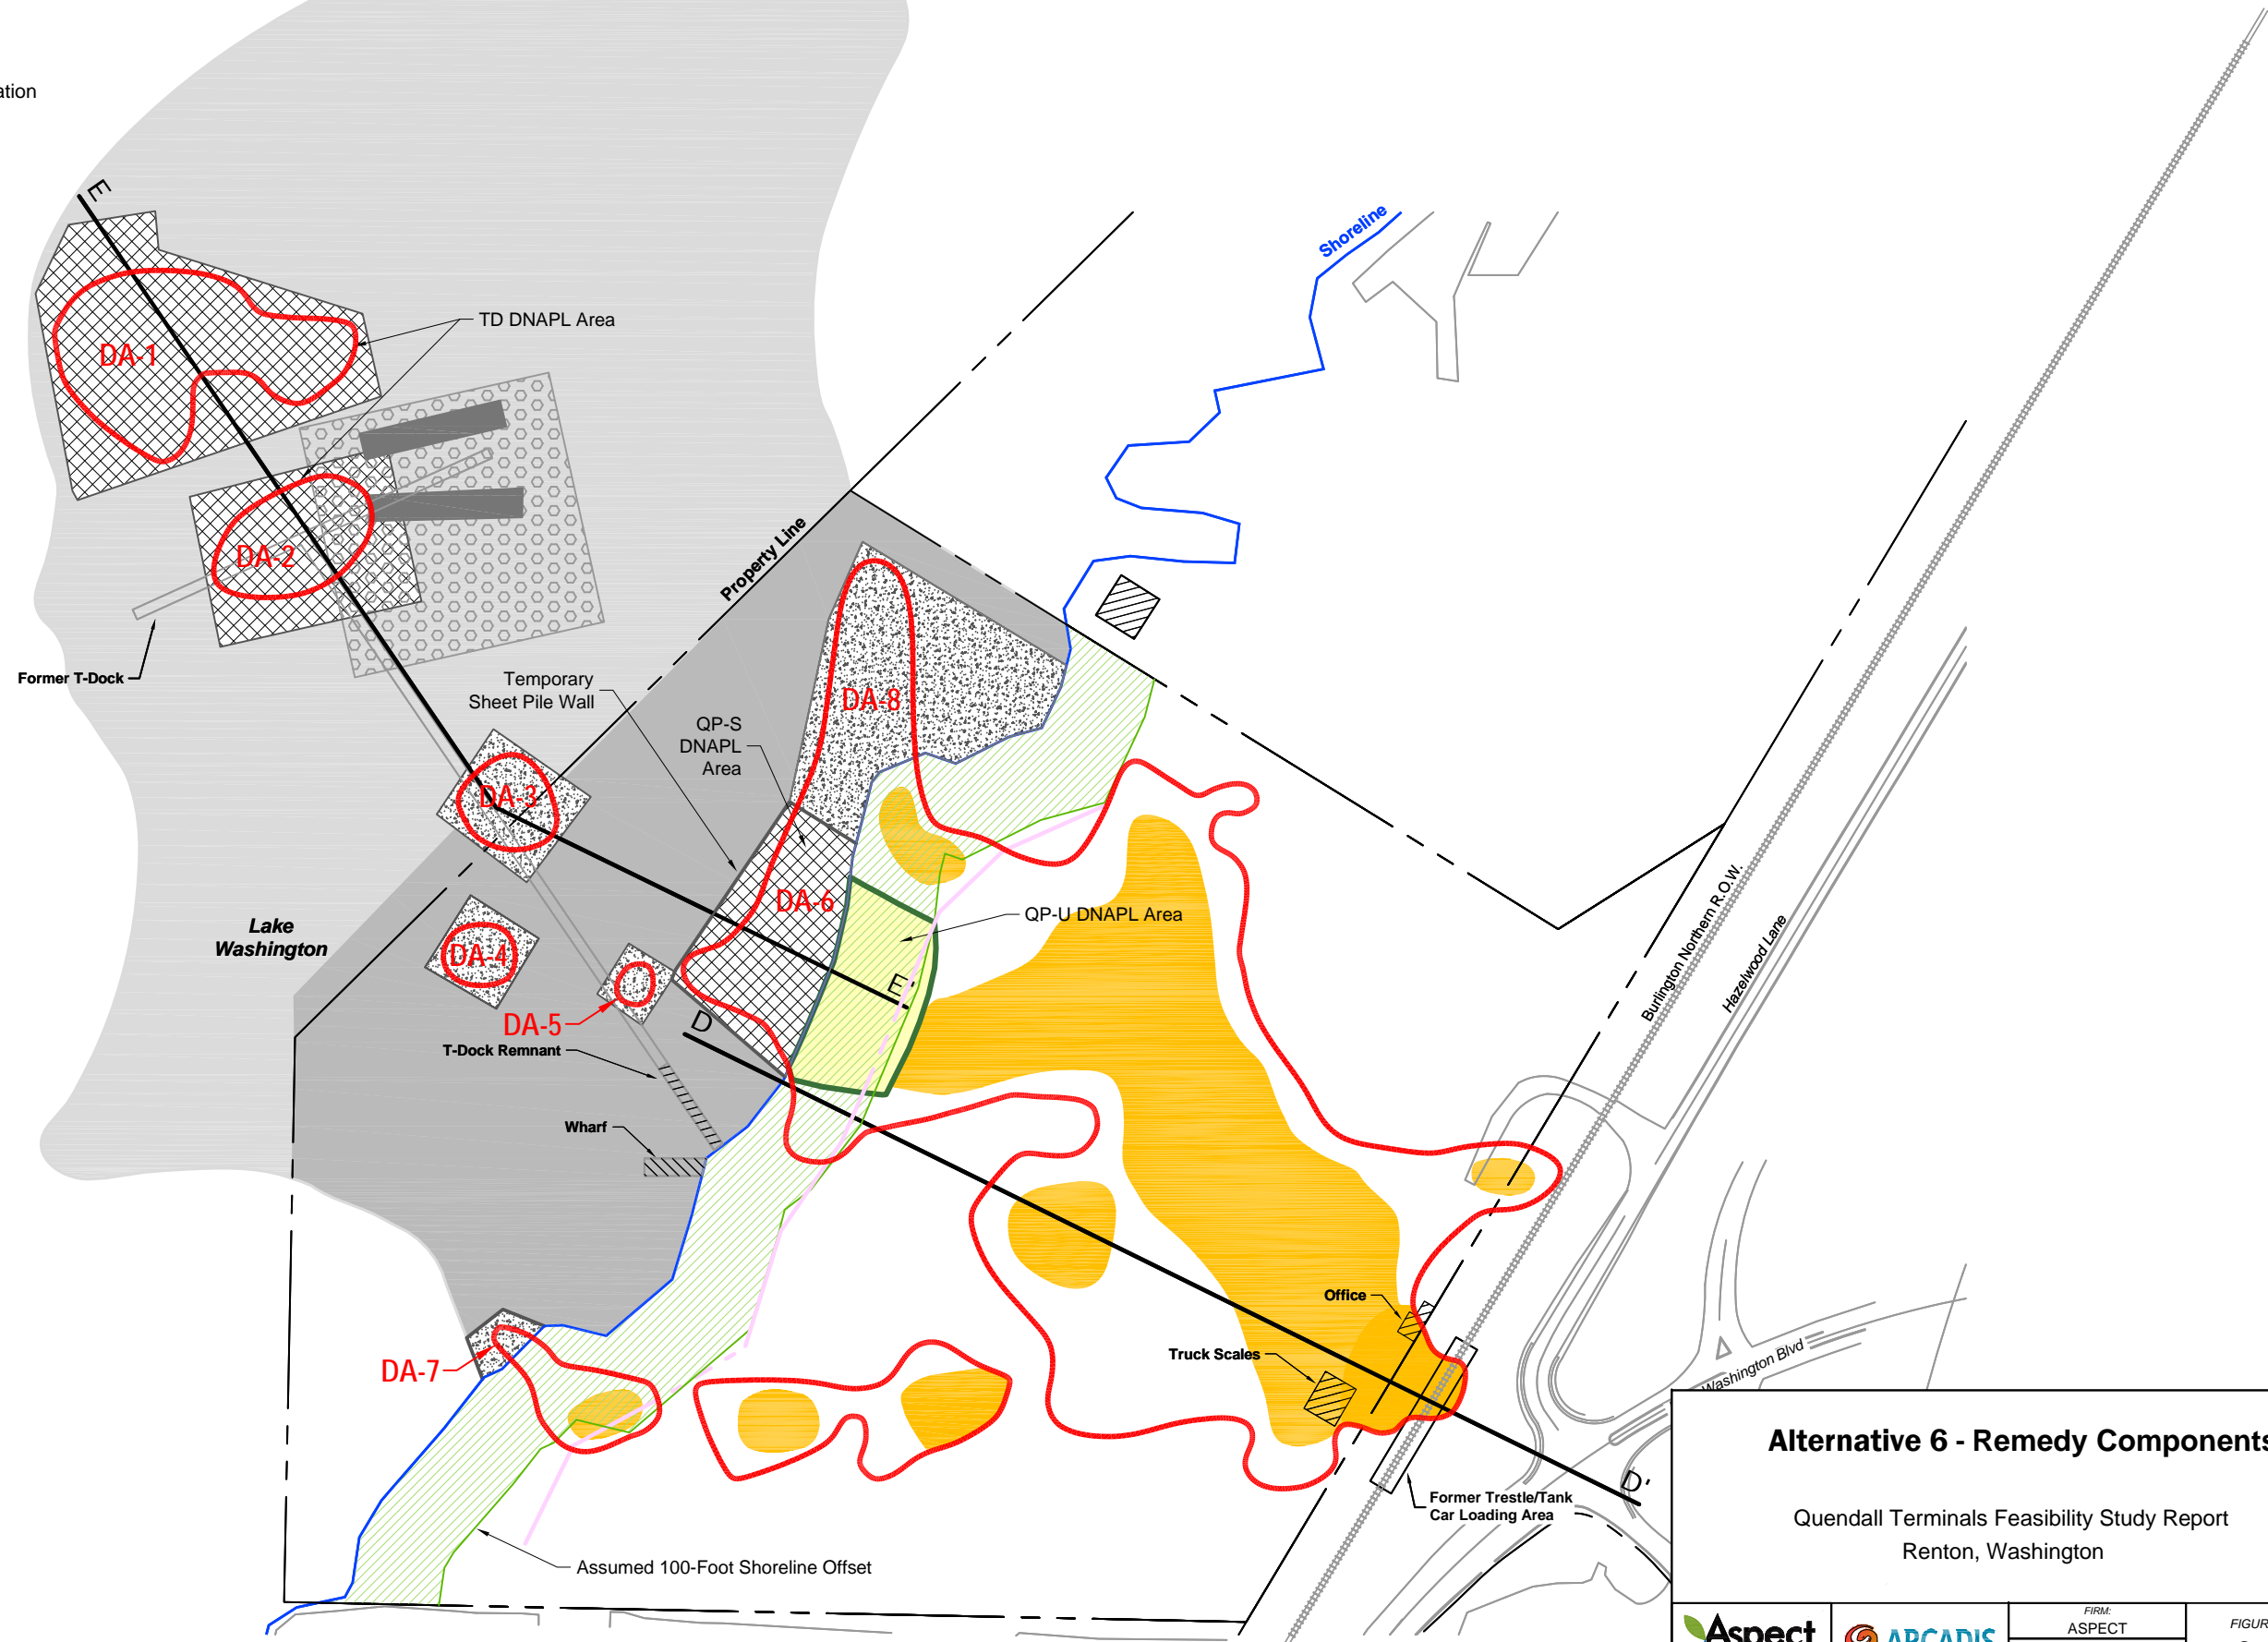 E
TD DNAPL Area
DA-1
DA-2
Former T-Dock
Property Line
Shoreline
Temporary
Sheet Pile Wall
QP-S
DNAPL
Area
DA-8
DA-3
DA-6
Lake
Washington
DA-4
QP-U DNAPL Area
E'
DA-5
D
T-Dock Remnant
Wharf
Burlington Northern R.O.W.
Hazelwood Lane
Office
Truck Scales
DA-7
Washington Blvd
D'
Former Trestle/Tank
Car Loading Area
Assumed 100-Foot Shoreline Offset
Alternative 6 - Remedy Components
Quendall Terminals Feasibility Study Report
Renton, Washington
Aspect
ARCADIS
FIRM:
ASPECT